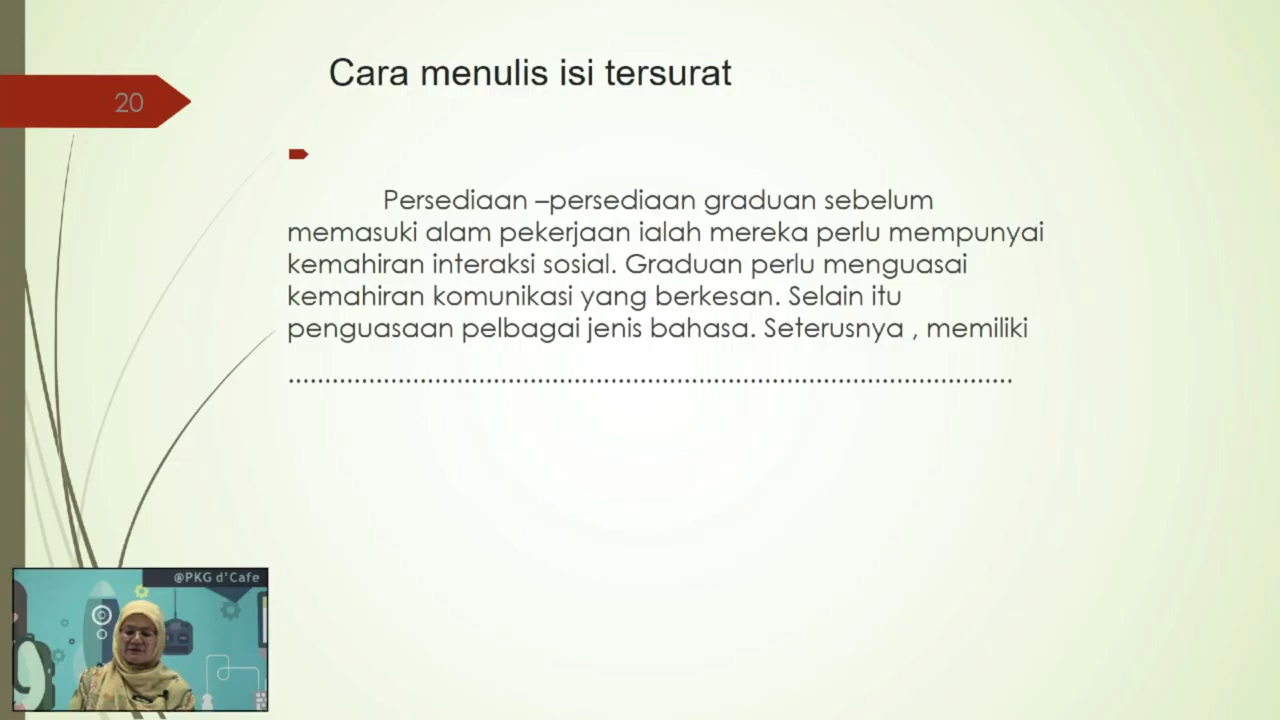 Cara menulis isi tersurat
20
Persediaan –persediaan graduan sebelum
memasuki alam pekerjaan ialah mereka perlu mempunyai
kemahiran interaksi sosial. Graduan perlu menguasai
kemahiran komunikasi yang berkesan. Selain itu
penguasaan pelbagai jenis bahasa. Seterusnya , memiliki
....................................................................................................
@PKG d'Cafe